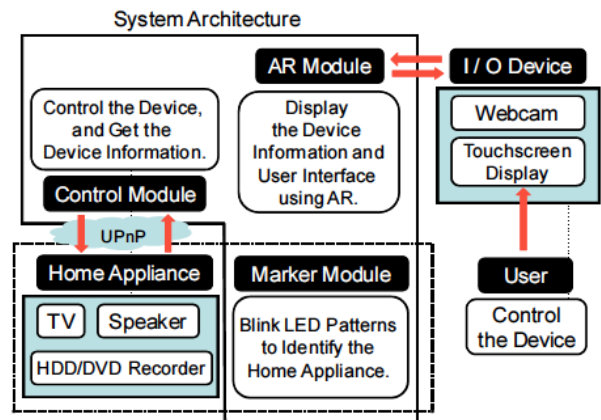 System Architecture
AR Module
I / O Device
Control the Device,
and Get the
Device Information.
Display
the Device
Information and
User Interface
using AR.
Webcam
Touchscreen
Display
Control Module
UPnP
Home Appliance
Marker Module
User
TV
Speaker
HDD/DVD Recorder
Blink LED Patterns
to Identify the
Home Appliance.
Control
the Device